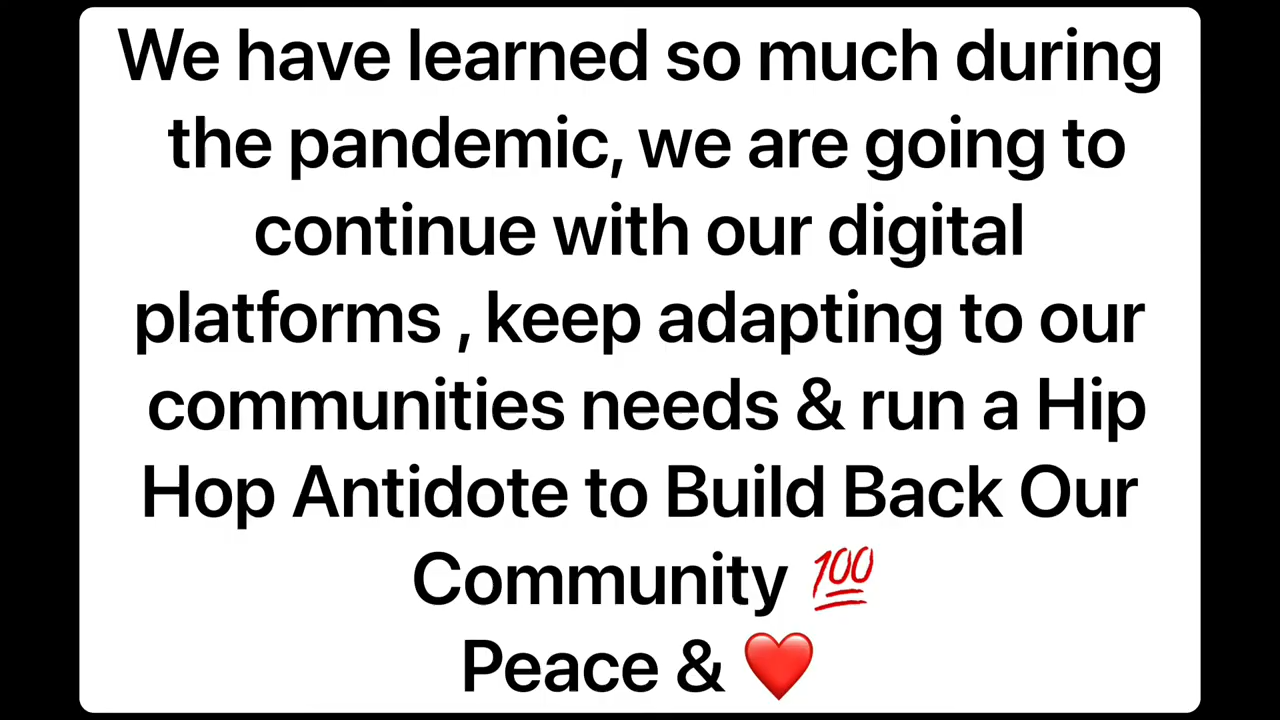 We have learned so much during
the pandemic, we are going to
continue with our digital
platforms , keep adapting to our
communities needs & run a Hip
Hop Antidote to Build Back Our
Community 💯
Peace & ❤️